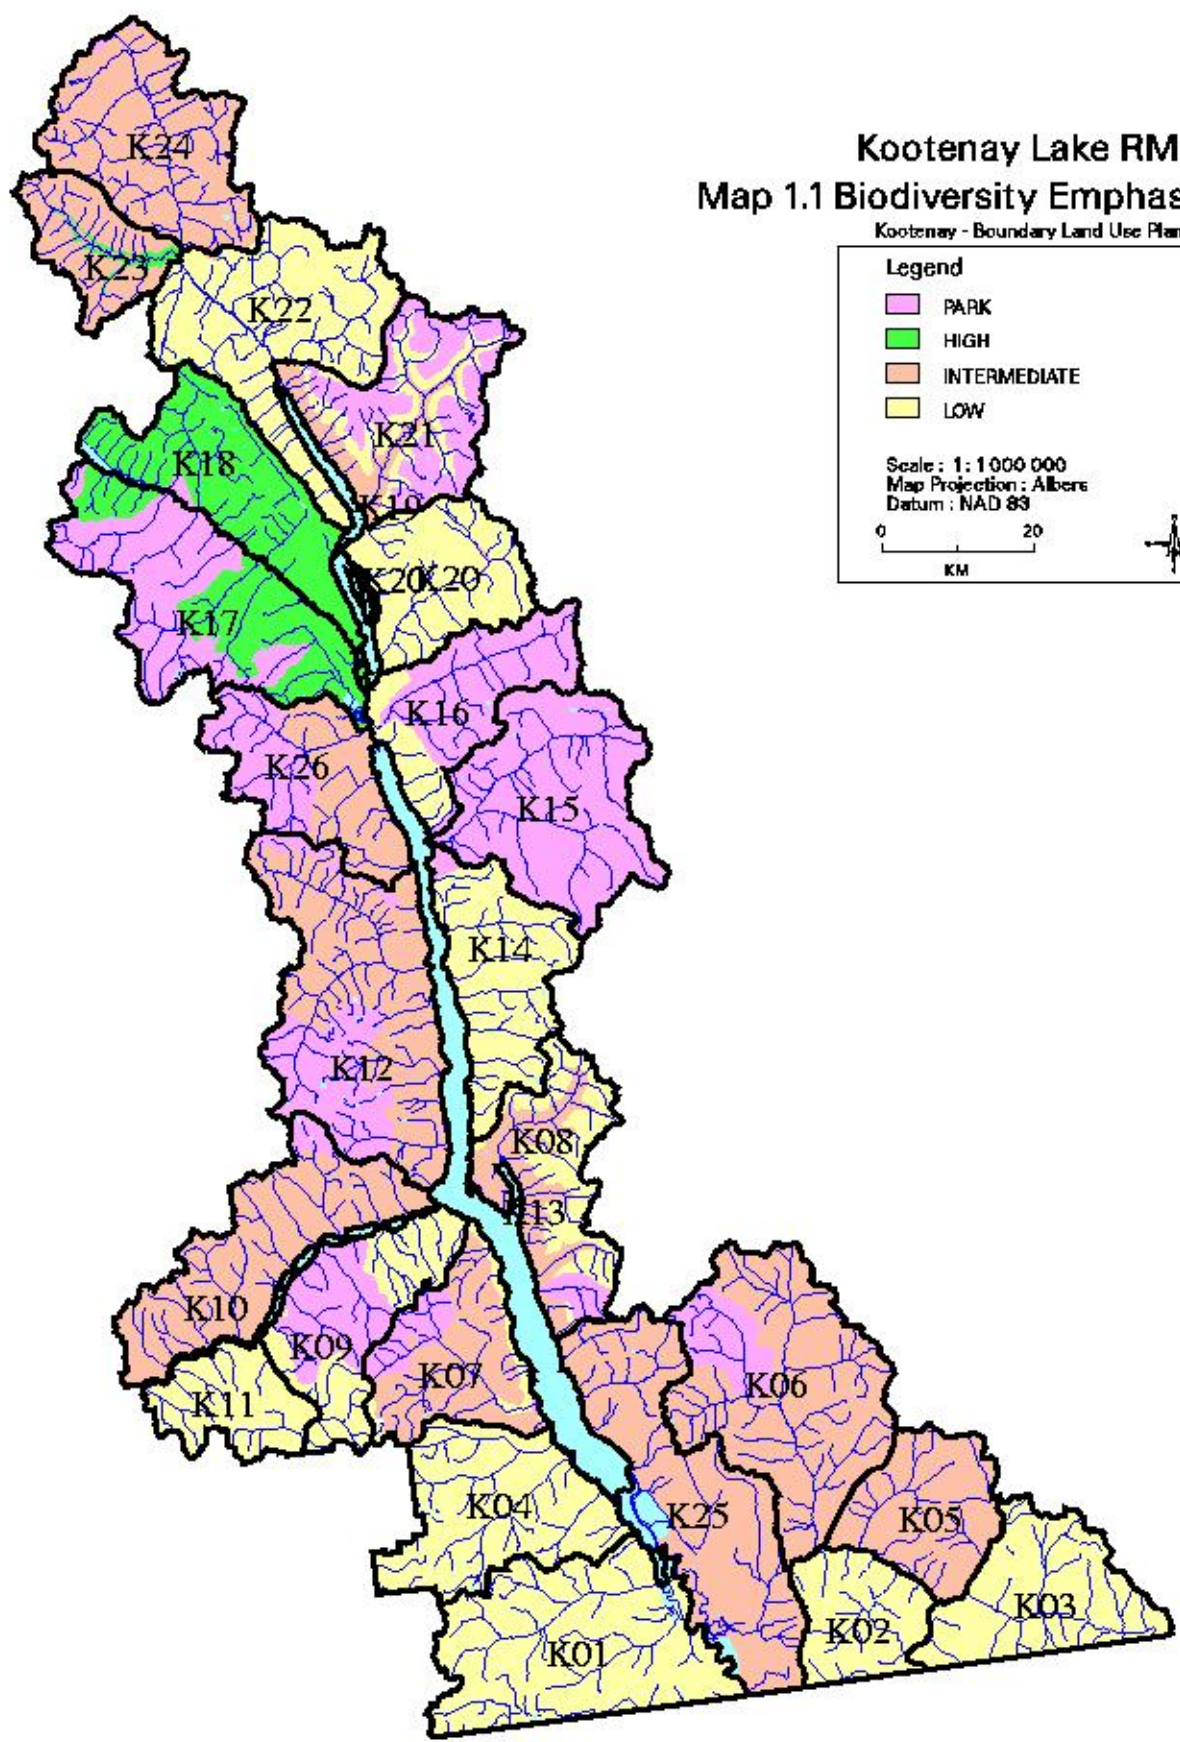 Kootenay Lake RM
Map 1.1 Biodiversity Emphas
Kootenay - Boundary Land Use Plan
Legend
PARK
HIGH
INTERMEDIATE
LOW
Scale : 1 : 1 000 000
Map Projection : Albers
Datum : NAD 83
0 20
KM
K24
K23
K22
K21
K18
K19
K20 K20
K17
K16
K26
K15
K14
K12
K08
K13
K10
K09
K07
K06
K11
K04
K25
K05
K03
K02
K01